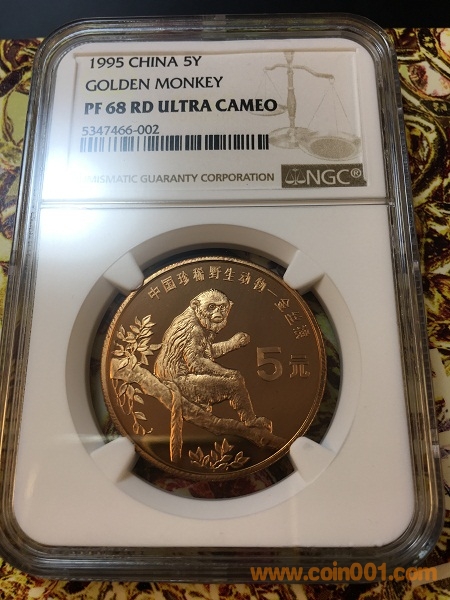 1995 CHINA 5Y
GOLDEN MONKEY
PF 68 RD ULTRA CAMEO
5347466-002
NUMISMATIC GUARANTY CORPORATION
NGC®
中国珍稀野生动物—金丝猴
5元
www.coin001.com